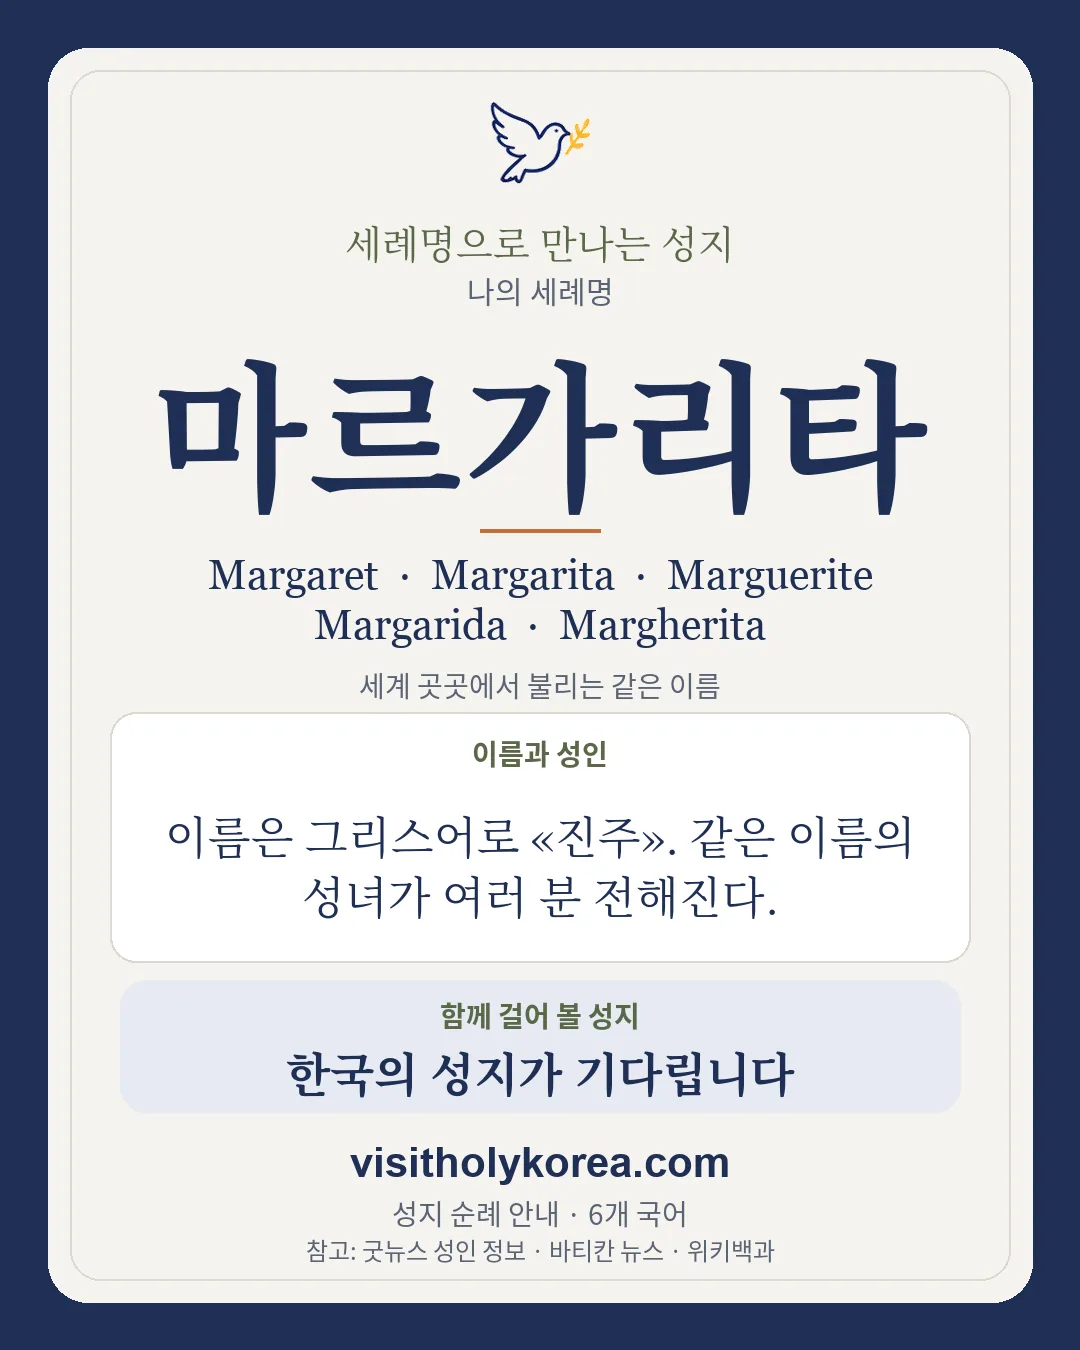 세례명으로 만나는 성지
나의 세례명
마르가리타
Margaret · Margarita · Marguerite
Margarida · Margherita
세계 곳곳에서 불리는 같은 이름
이름과 성인
이름은 그리스어로 «진주». 같은 이름의
성녀가 여러 분 전해진다.
함께 걸어 볼 성지
한국의 성지가 기다립니다
visitholykorea.com
성지 순례 안내 · 6개 국어
참고: 굿뉴스 성인 정보 · 바티칸 뉴스 · 위키백과